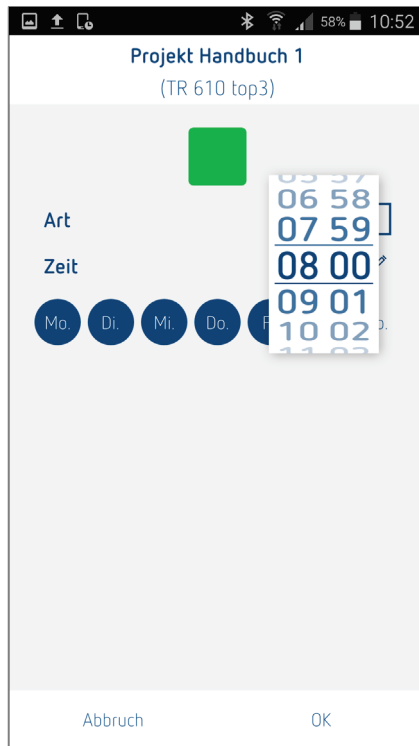 58% 10:52
Projekt Handbuch 1
(TR 610 top3)
06 58
Art
07 59
Zeit
08 00
09 01
Mo. Di. Mi. Do. F
10 02
Abbruch OK